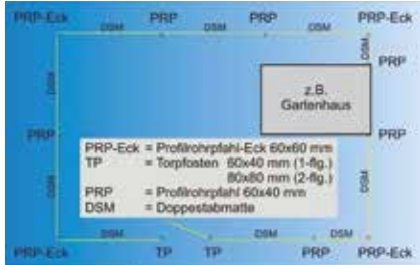 PRP-Eck PRP PRP PRP-Eck
DSM DSM DSM
DSM DSM
PRP
z.B.
Gartenhaus
PRP PRP
PRP-Eck = Profilrohrpfahl-Eck 60x60 mm
TP = Torpfosten 60x40 mm (1-flg.)
80x80 mm (2-flg.)
PRP = Profilrohrpfahl 60x40 mm
DSM = Doppestabmatte
DSM DSM
DSM DSM DSM
PRP-Eck TP TP PRP PRP-Eck